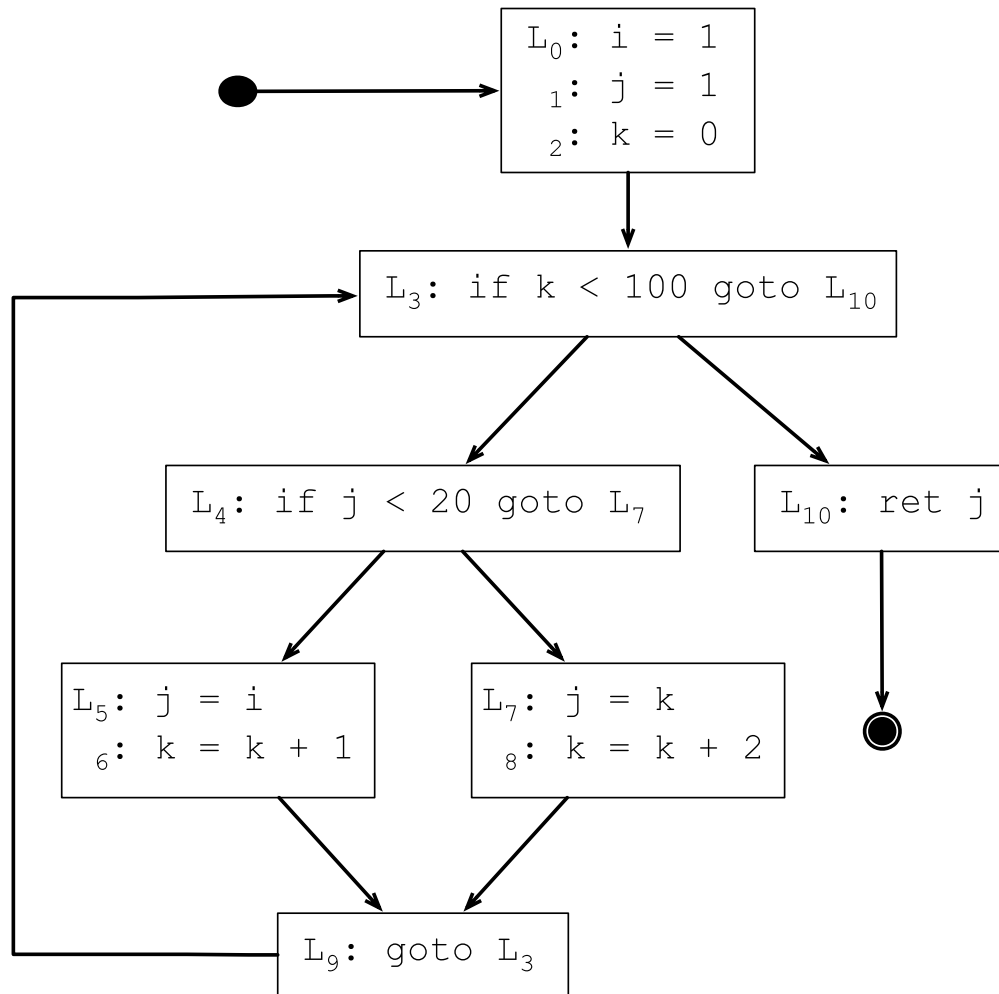 L₀: i = 1
₁: j = 1
₂: k = 0
L₃: if k < 100 goto L₁₀
L₄: if j < 20 goto L₇
L₁₀: ret j
L₅: j = i
₆: k = k + 1
L₇: j = k
₈: k = k + 2
L₉: goto L₃